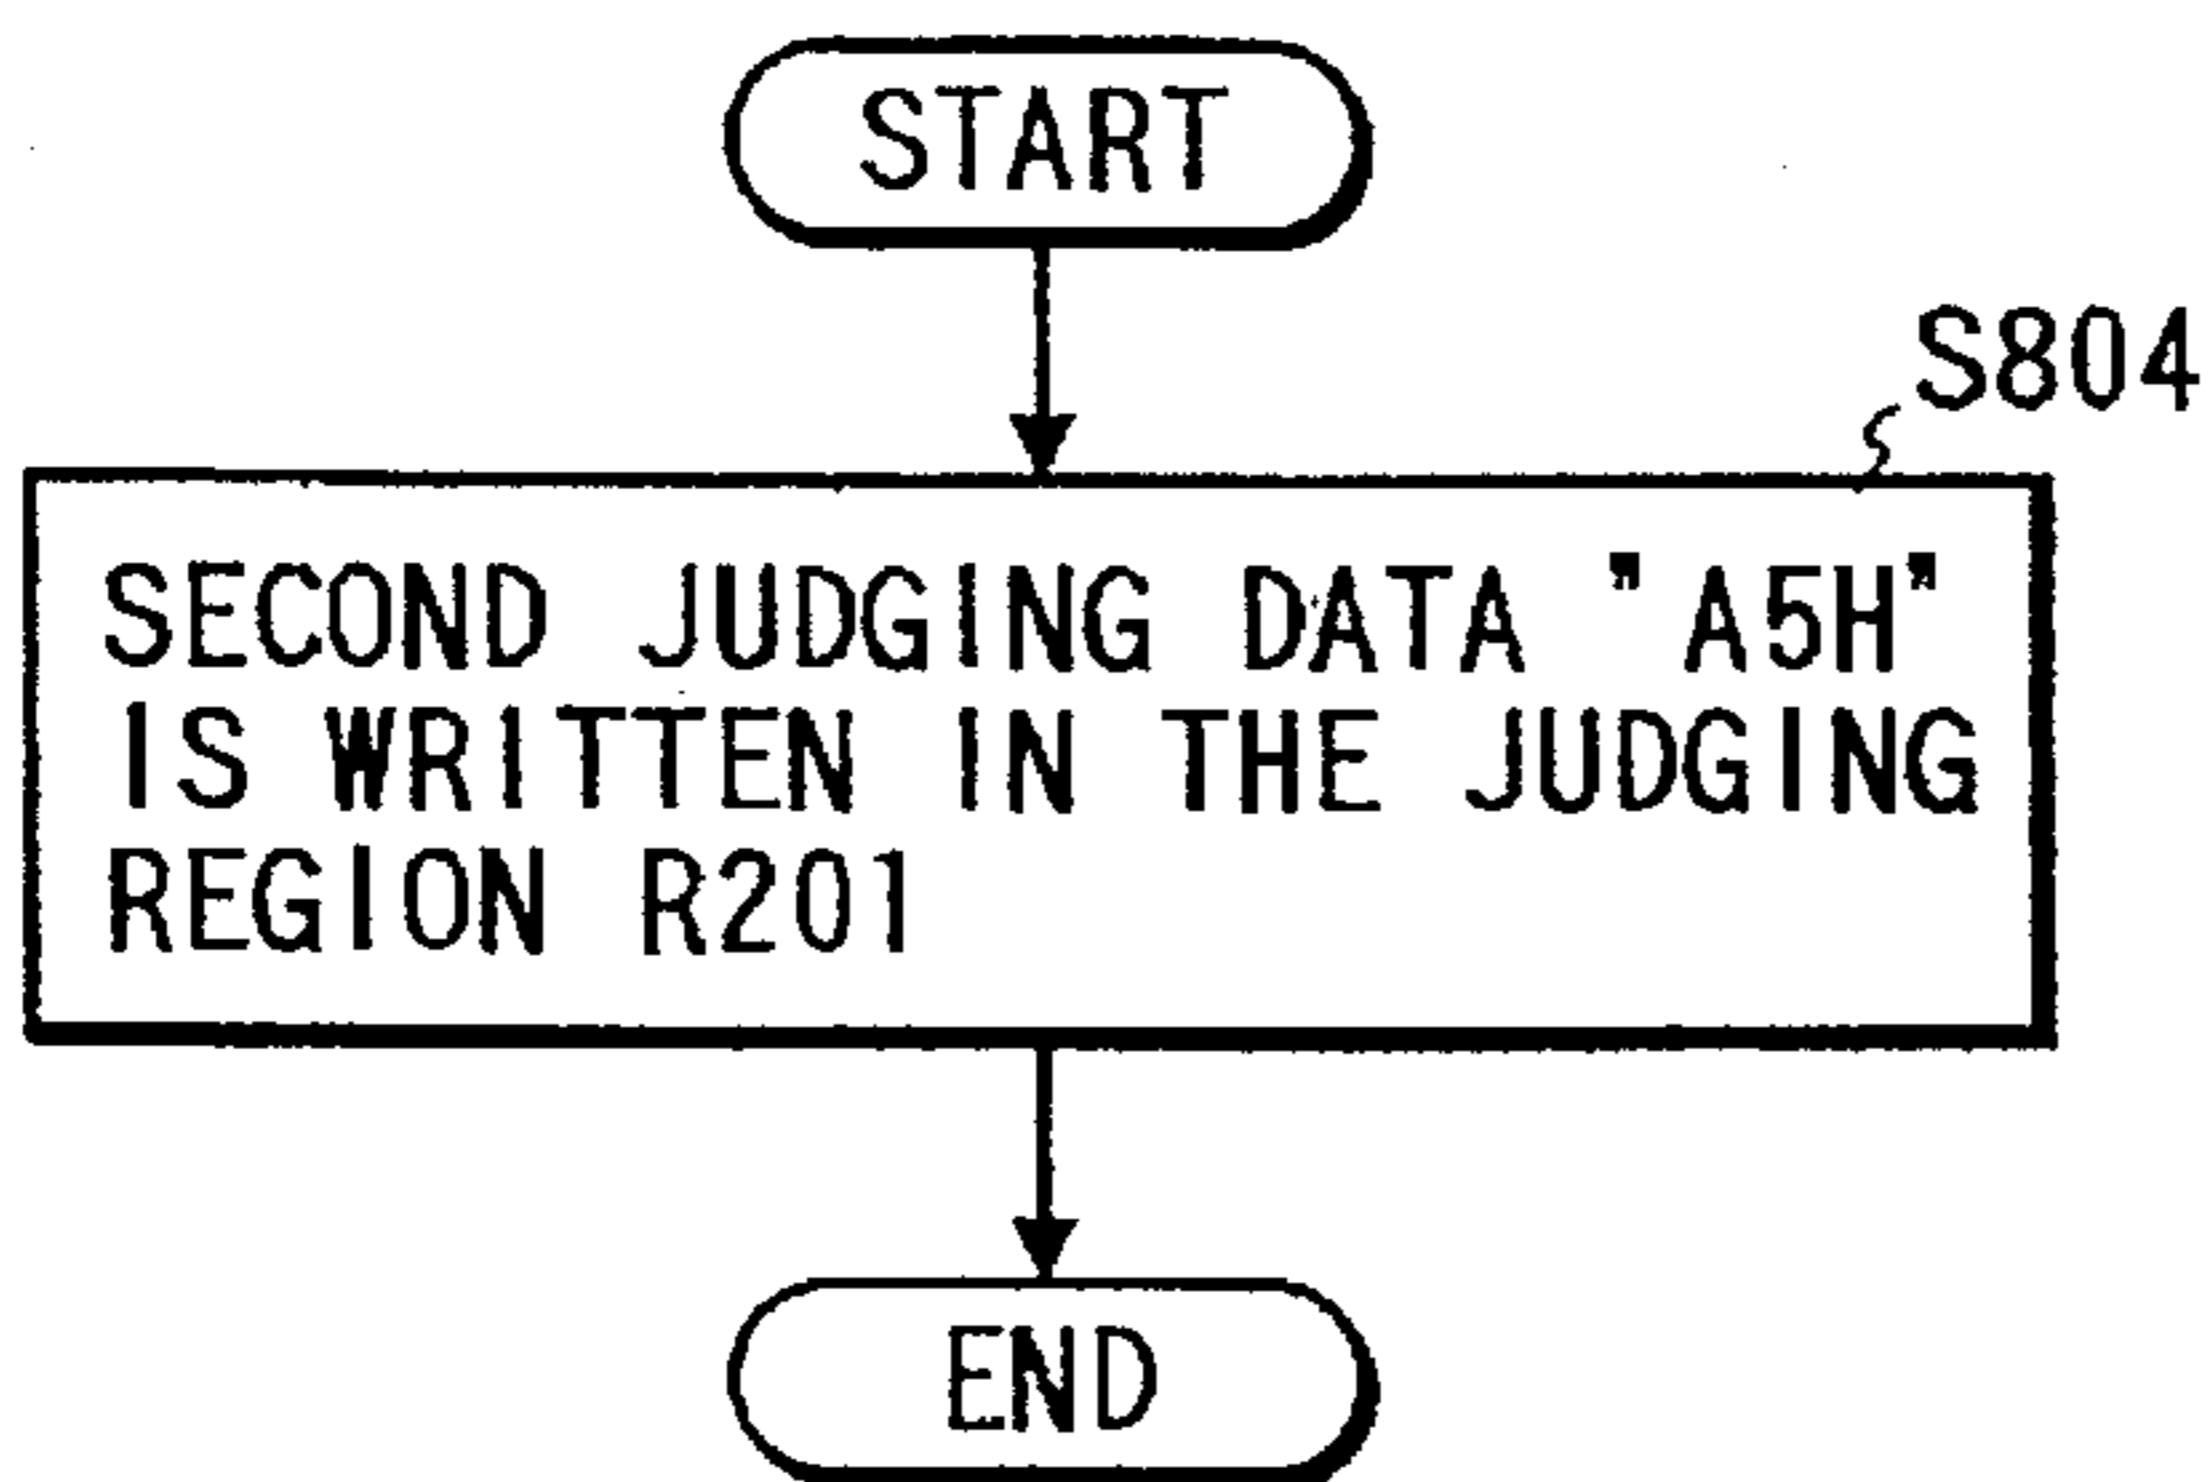 START
S804
SECOND JUDGING DATA "A5H"
IS WRITTEN IN THE JUDGING
REGION R201
END